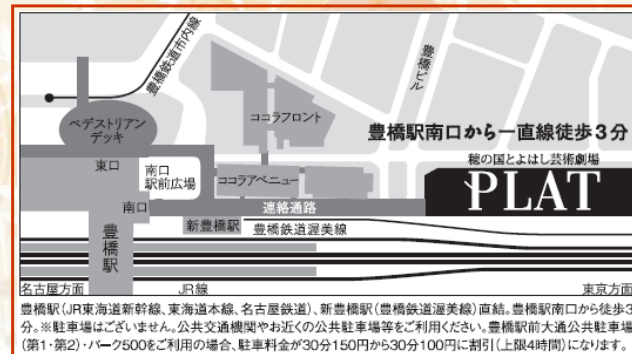 豊橋鉄道市内線
豊橋ビル
ペデストリアン
デッキ
ココラフロント
豊橋駅南口から一直線徒歩3分
穂の国とよはし芸術劇場
PLAT
東口
南口
駅前広場
ココラアベニュー
南口
連絡通路
新豊橋駅
豊橋鉄道渥美線
豊橋駅
名古屋方面
JR線
東京方面
豊橋駅(JR東海道新幹線、東海道本線、名古屋鉄道)、新豊橋駅(豊橋鉄道渥美線)直結。豊橋駅南口から徒歩3
分。※駐車場はございません。公共交通機関やお近くの公共駐車場等をご利用ください。豊橋駅前大通公共駐車場
(第1・第2)・パーク500をご利用の場合、駐車料金が30分150円から30分100円に割引(上限4時間)になります。